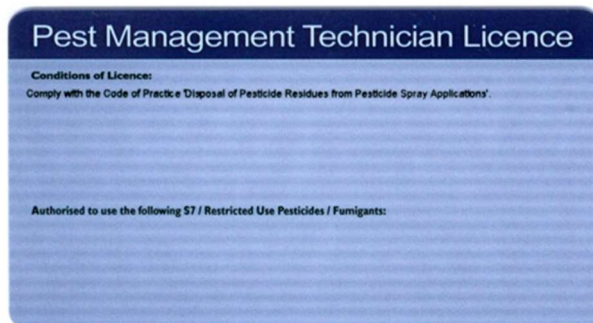 Pest Management Technician Licence
Conditions of Licence:
Comply with the Code of Practice 'Disposal of Pesticide Residues from Pesticide Spray Applications'.
Authorised to use the following S7 / Restricted Use Pesticides / Fumigants: